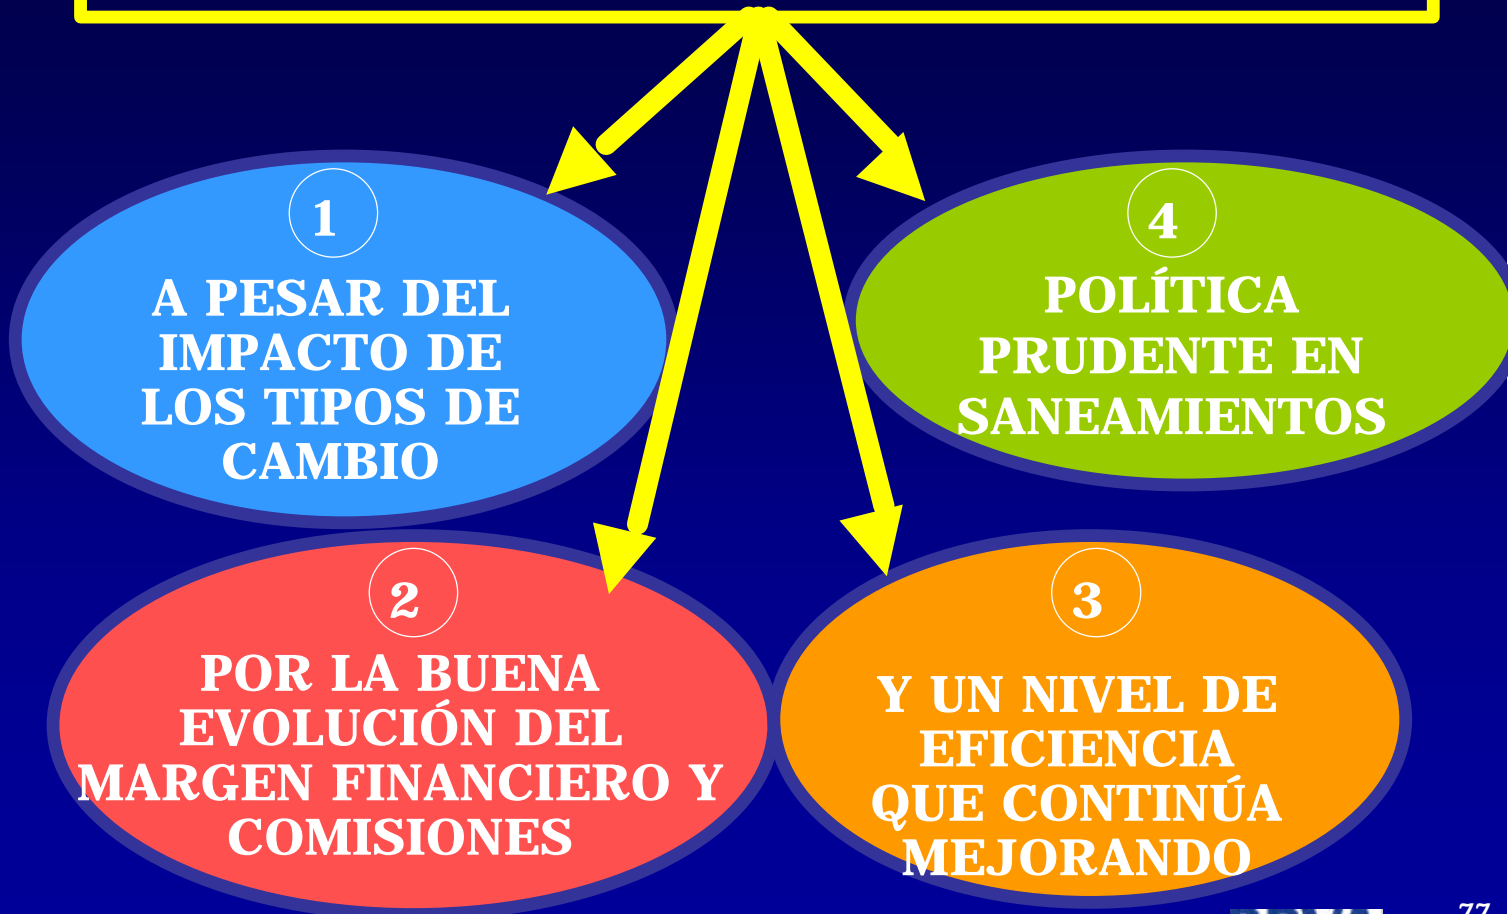 1
A PESAR DEL
IMPACTO DE
LOS TIPOS DE
CAMBIO
2
POR LA BUENA
EVOLUCIÓN DEL
MARGEN FINANCIERO Y
COMISIONES
3
Y UN NIVEL DE
EFICIENCIA
QUE CONTINÚA
MEJORANDO
4
POLÍTICA
PRUDENTE EN
SANEAMIENTOS